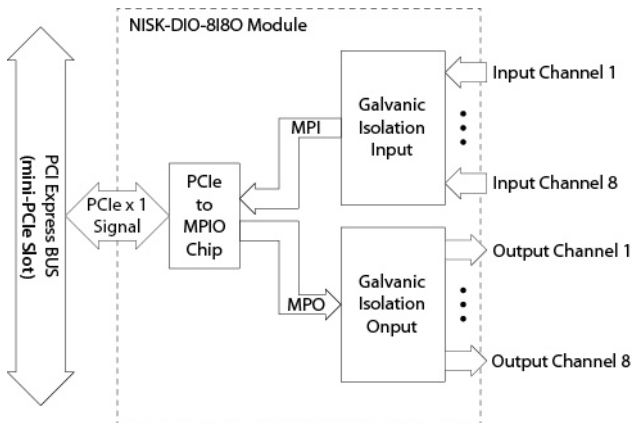 NISK-DIO-8I8O Module
PCI Express BUS
(mini-PCIe Slot)
PCIe x 1
Signal
PCIe
to
MPIO
Chip
MPI
MPO
Galvanic
Isolation
Input
Input Channel 1
Input Channel 8
Galvanic
Isolation
Onput
Output Channel 1
Output Channel 8